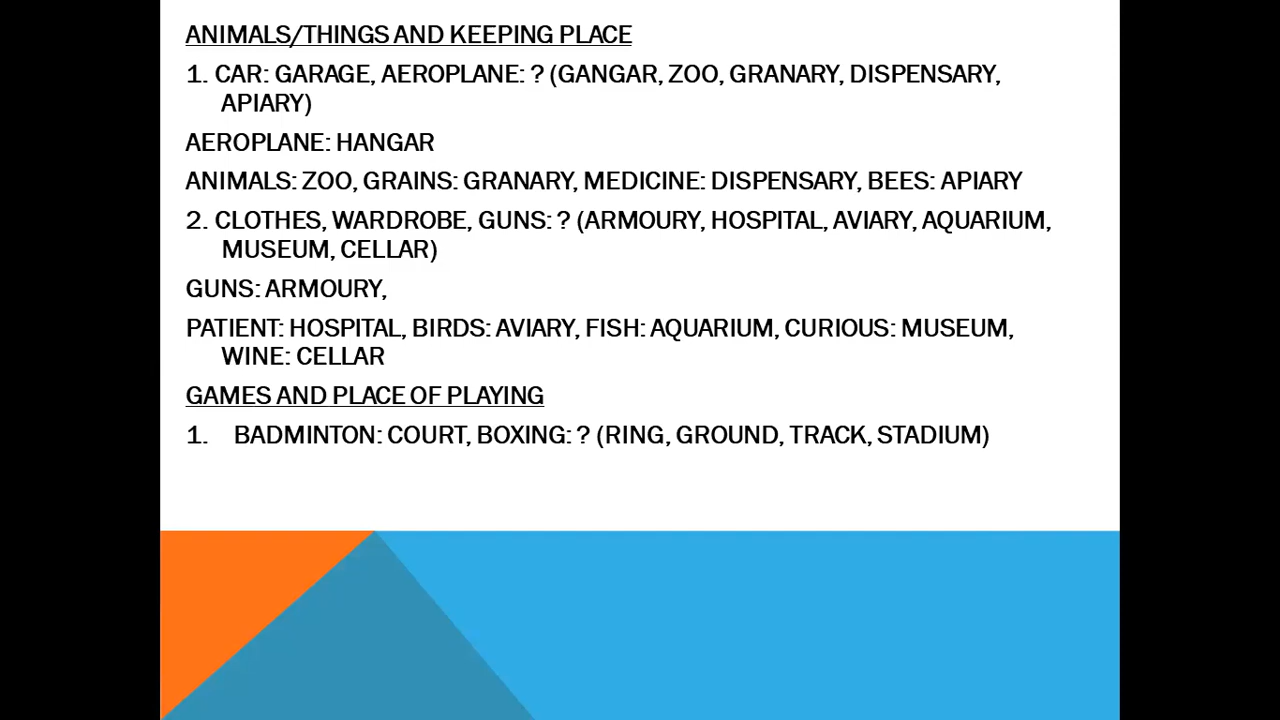 ANIMALS/THINGS AND KEEPING PLACE
1. CAR: GARAGE, AEROPLANE: ? (GANGAR, ZOO, GRANARY, DISPENSARY,
APIARY)
AEROPLANE: HANGAR
ANIMALS: ZOO, GRAINS: GRANARY, MEDICINE: DISPENSARY, BEES: APIARY
2. CLOTHES, WARDROBE, GUNS: ? (ARMOURY, HOSPITAL, AVIARY, AQUARIUM,
MUSEUM, CELLAR)
GUNS: ARMOURY,
PATIENT: HOSPITAL, BIRDS: AVIARY, FISH: AQUARIUM, CURIOUS: MUSEUM,
WINE: CELLAR
GAMES AND PLACE OF PLAYING
1. BADMINTON: COURT, BOXING: ? (RING, GROUND, TRACK, STADIUM)